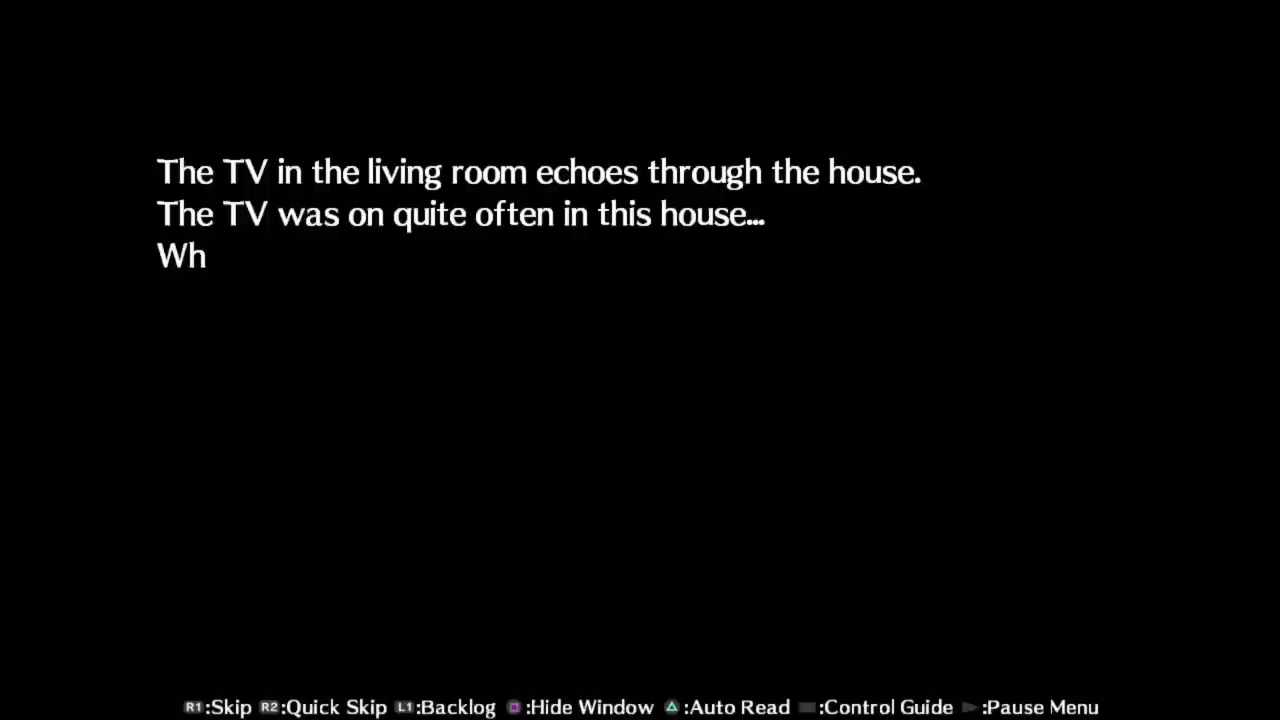 The TV in the living room echoes through the house.
The TV was on quite often in this house...
Wh
R1:Skip R2:Quick Skip L1:Backlog :Hide Window :Auto Read :Control Guide :Pause Menu